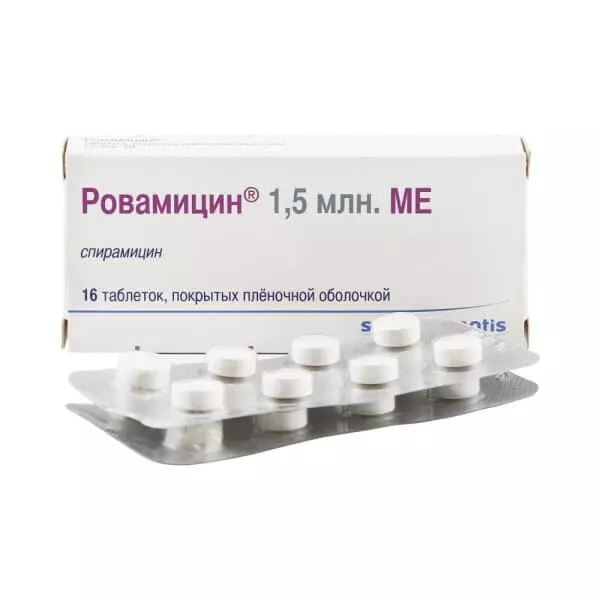 Ровамицин® 1,5 млн. МЕ
спирамицин
16 таблеток, покрытых плёночной оболочкой